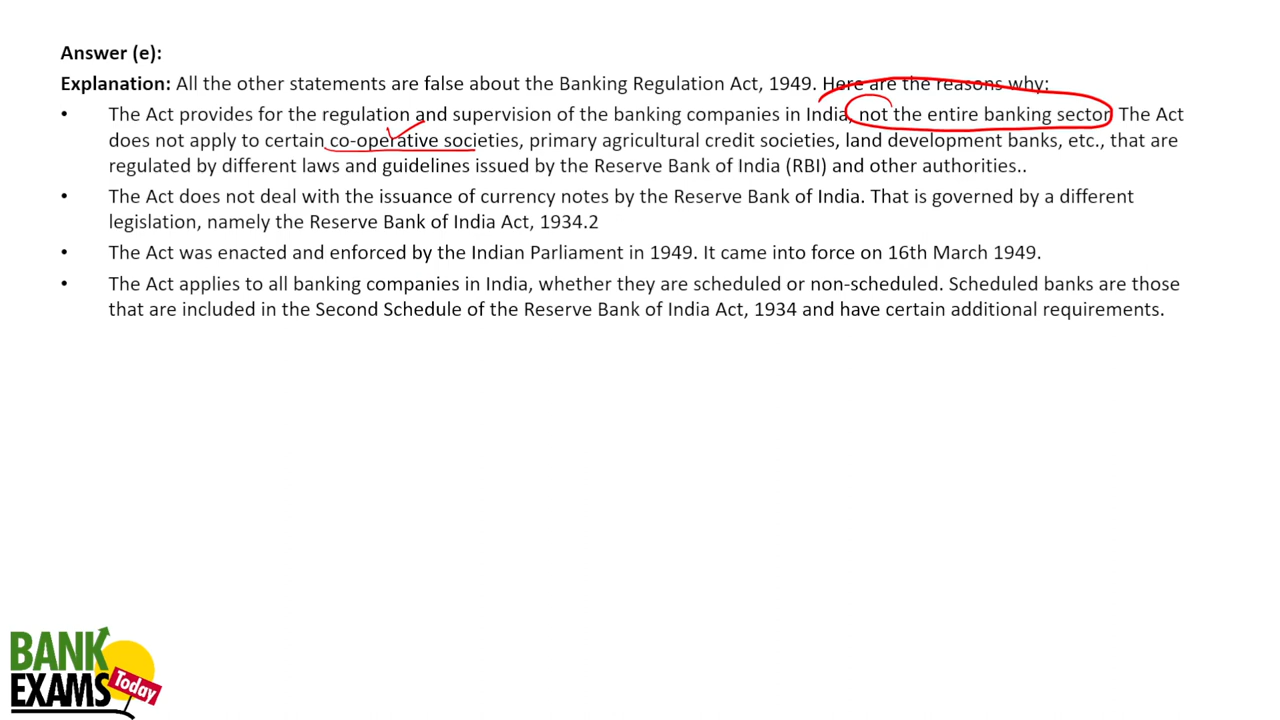 Answer (e):
Explanation: All the other statements are false about the Banking Regulation Act, 1949. Here are the reasons why:
• The Act provides for the regulation and supervision of the banking companies in India, not the entire banking sector. The Act
does not apply to certain co-operative societies, primary agricultural credit societies, land development banks, etc., that are
regulated by different laws and guidelines issued by the Reserve Bank of India (RBI) and other authorities..
• The Act does not deal with the issuance of currency notes by the Reserve Bank of India. That is governed by a different
legislation, namely the Reserve Bank of India Act, 1934.2
• The Act was enacted and enforced by the Indian Parliament in 1949. It came into force on 16th March 1949.
• The Act applies to all banking companies in India, whether they are scheduled or non-scheduled. Scheduled banks are those
that are included in the Second Schedule of the Reserve Bank of India Act, 1934 and have certain additional requirements.
BANK
EXAMS
Today